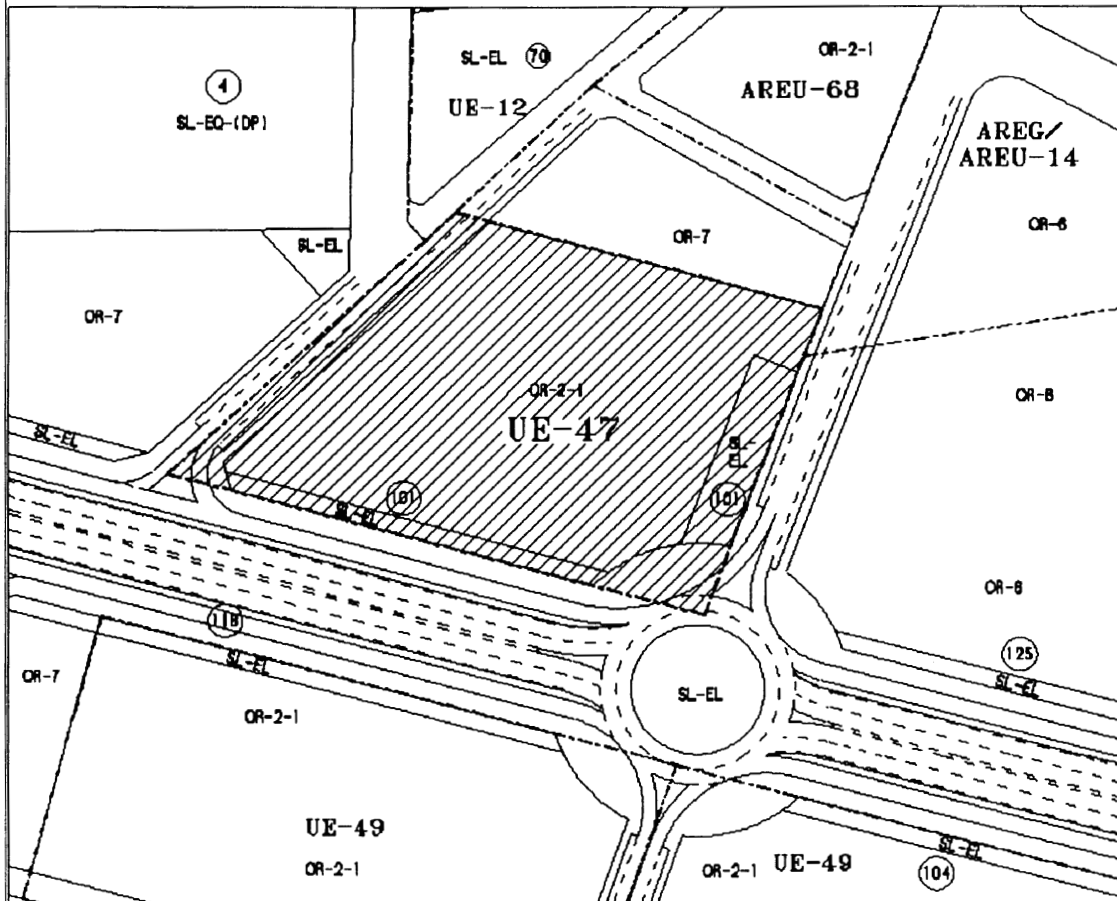 SL-EL 70
OR-2-1
4
SL-EQ-(DP)
UE-12
AREU-68
AREG/
AREU-14
OR-6
SL-EL
OR-7
OR-7
OR-2-1
UE-47
OR-8
SL-EL
SL-
EL
101
101
SL-EL
OR-8
118
SL-EL
125
SL-EL
SL-EL
OR-7
OR-2-1
UE-49
OR-2-1
OR-2-1
UE-49
SL-EL
104